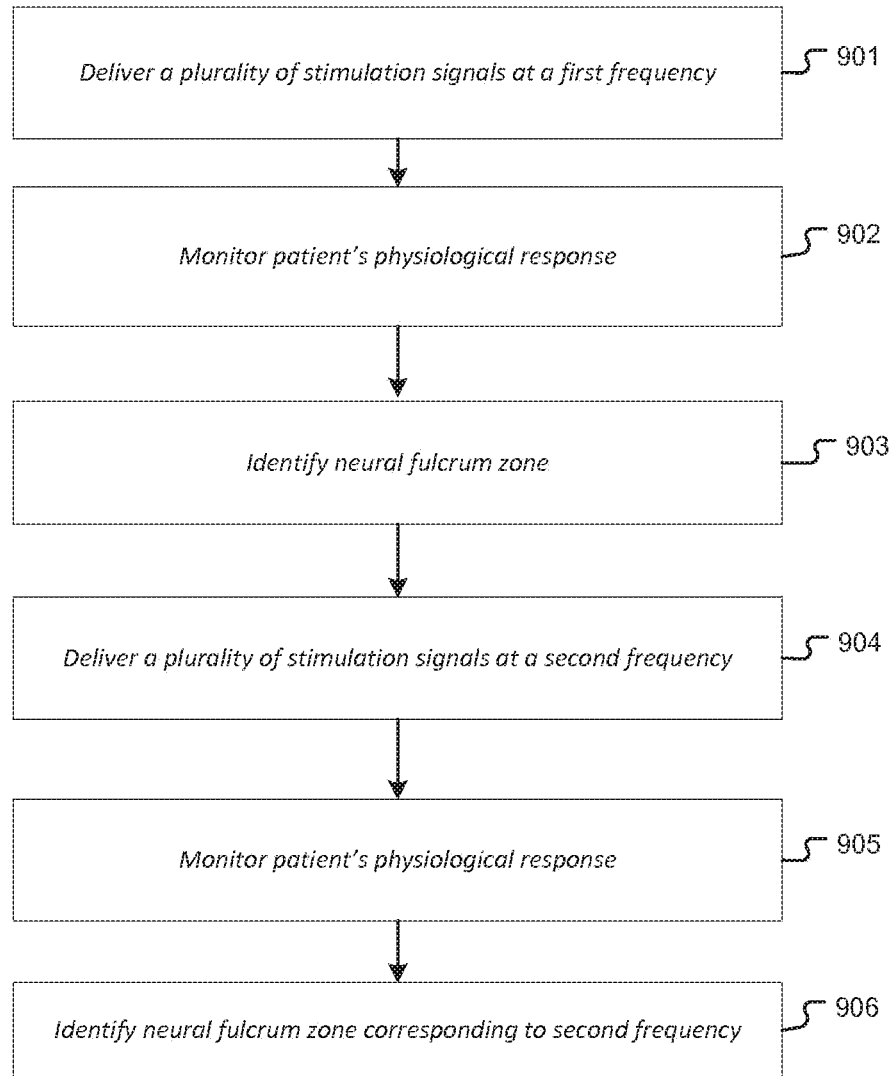 Deliver a plurality of stimulation signals at a first frequency
901
Monitor patient's physiological response
902
Identify neural fulcrum zone
903
Deliver a plurality of stimulation signals at a second frequency
904
Monitor patient's physiological response
905
Identify neural fulcrum zone corresponding to second frequency
906